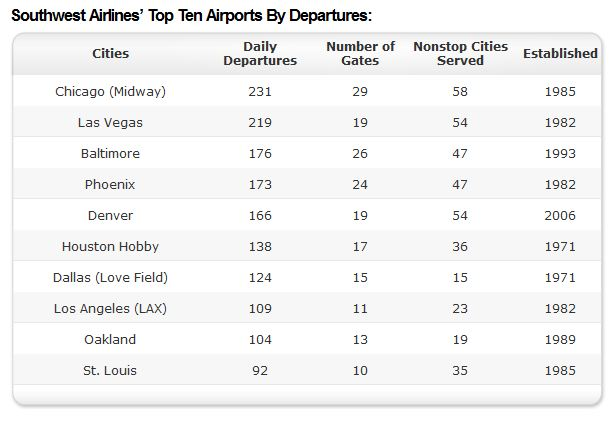 Southwest Airlines’ Top Ten Airports By Departures:
Cities Daily Departures Number of Gates Nonstop Cities Served Established
Chicago (Midway) 231 29 58 1985
Las Vegas 219 19 54 1982
Baltimore 176 26 47 1993
Phoenix 173 24 47 1982
Denver 166 19 54 2006
Houston Hobby 138 17 36 1971
Dallas (Love Field) 124 15 15 1971
Los Angeles (LAX) 109 11 23 1982
Oakland 104 13 19 1989
St. Louis 92 10 35 1985